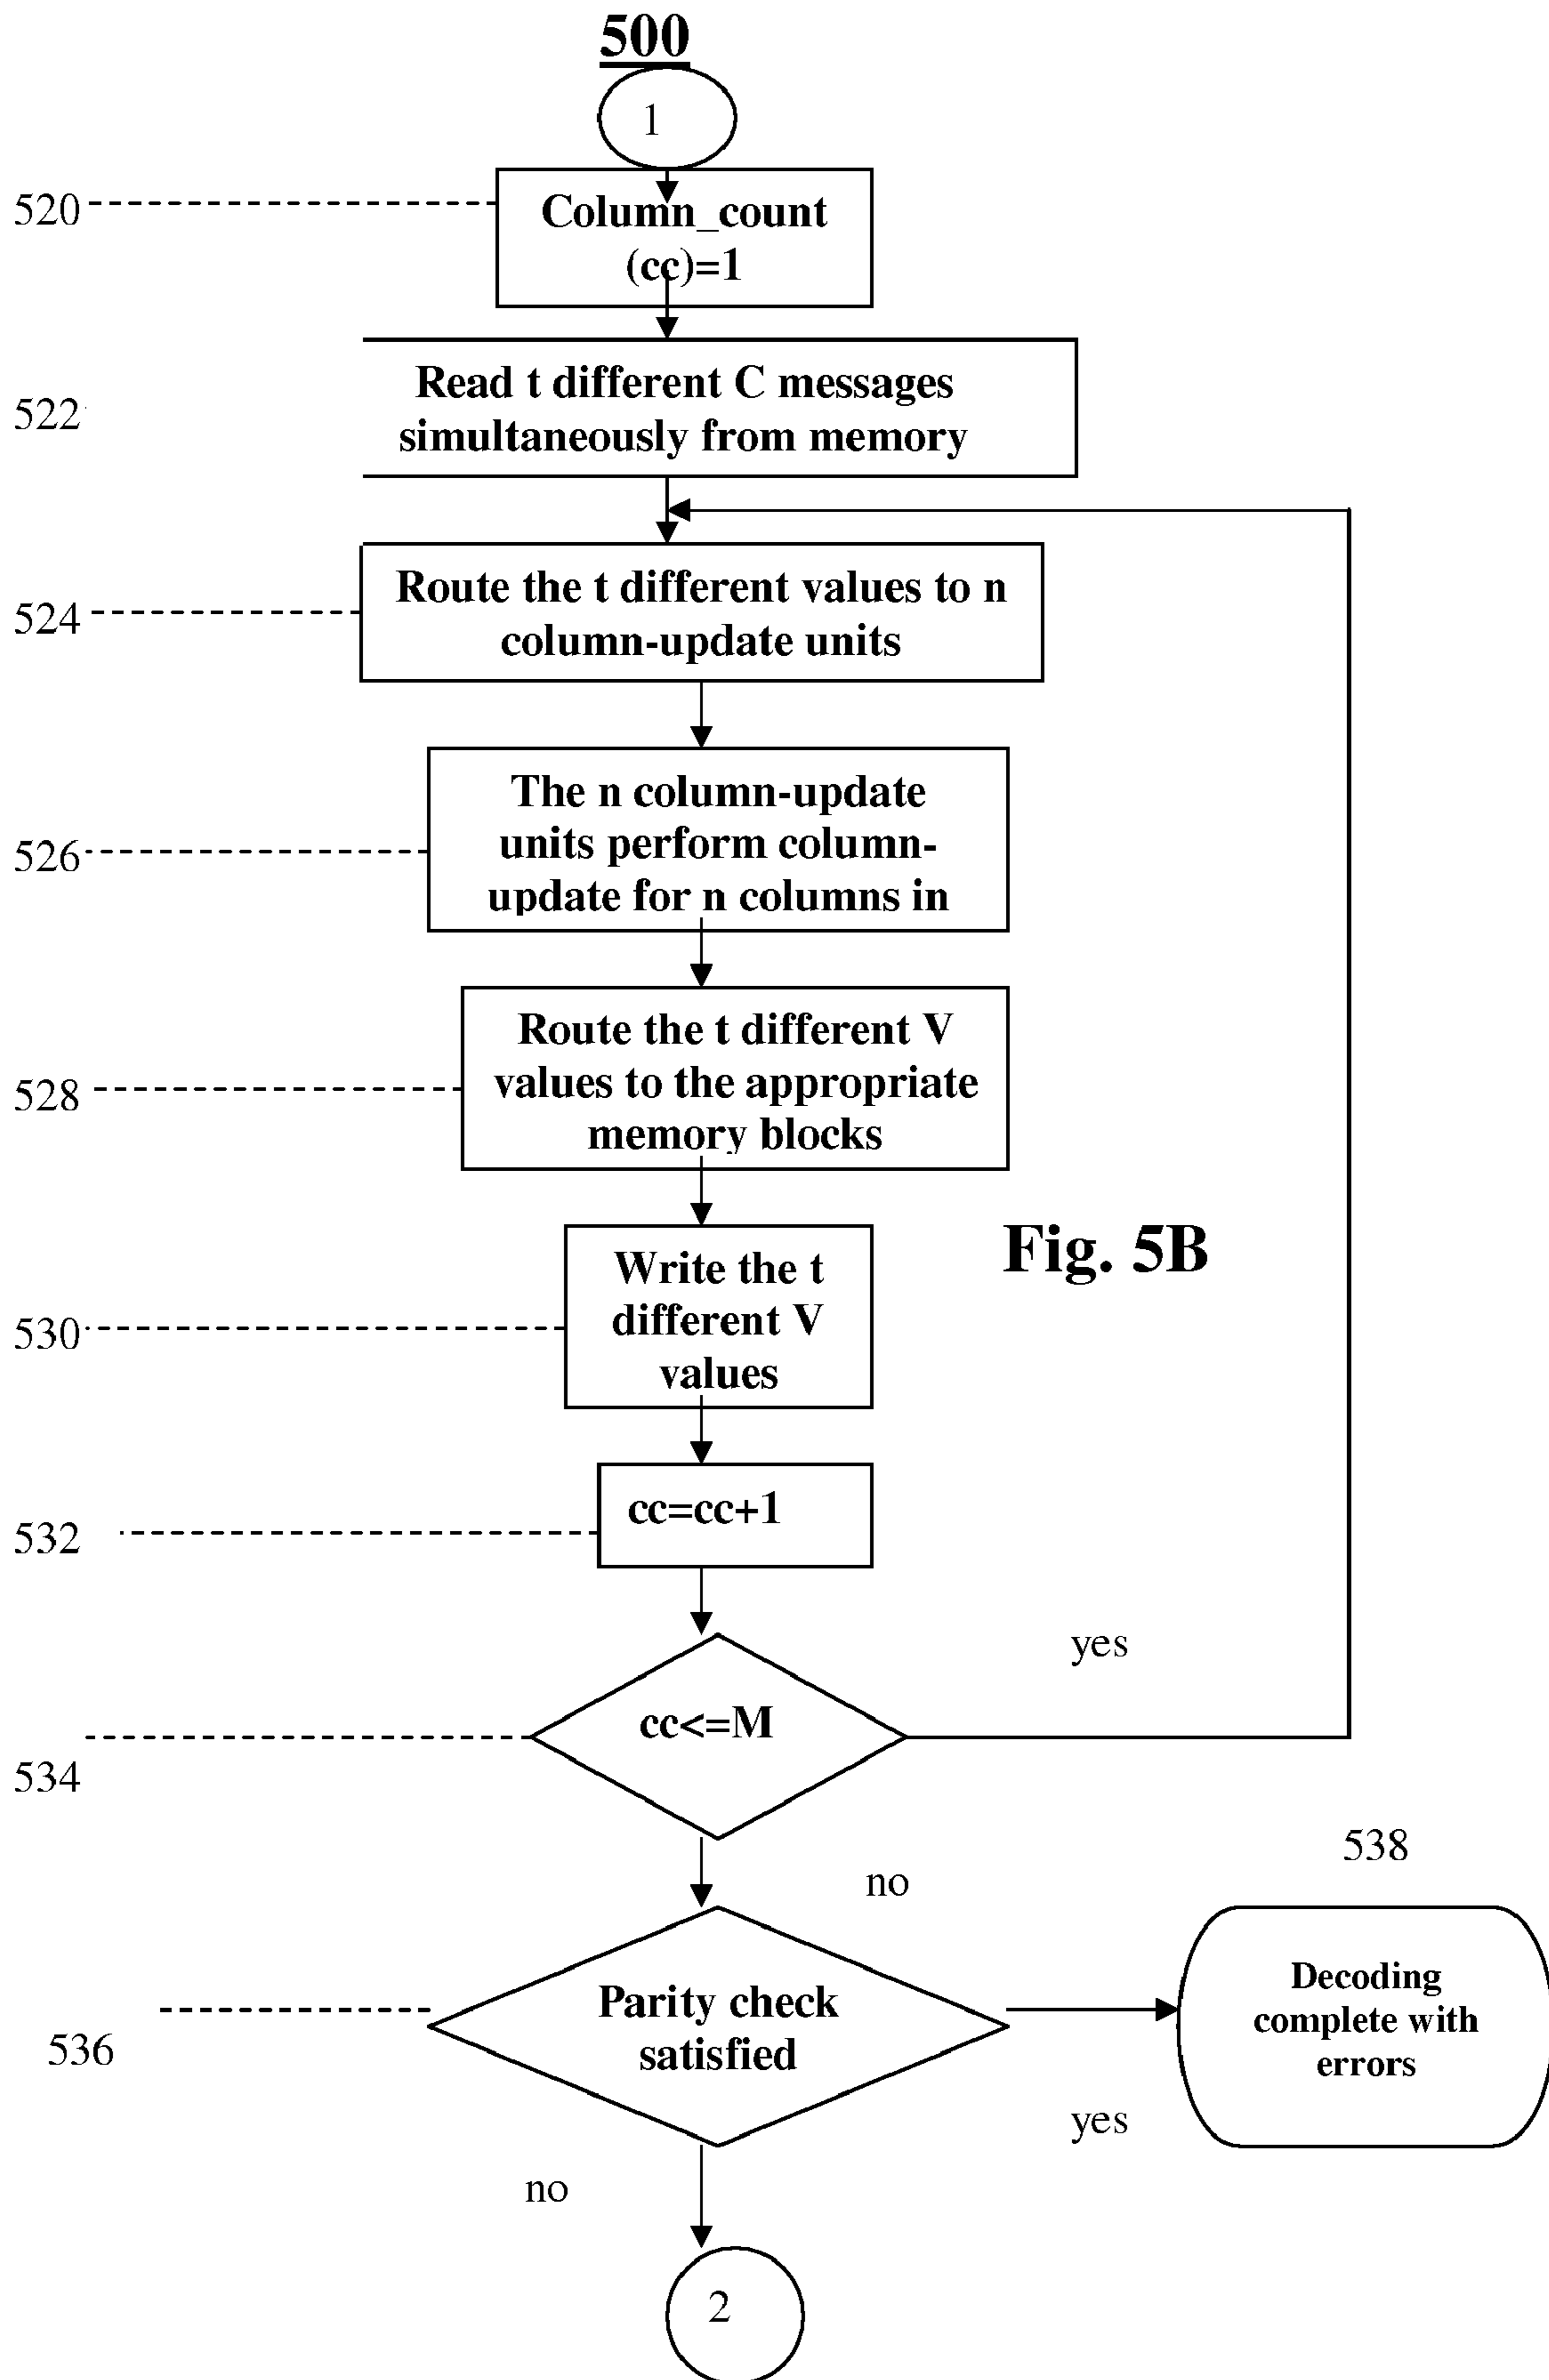 500
1
520
Column_count
(cc)=1
522
Read t different C messages
simultaneously from memory
524
Route the t different values to n
column-update units
526
The n column-update
units perform column-
update for n columns in
528
Route the t different V
values to the appropriate
memory blocks
Fig. 5B
530
Write the t
different V
values
532
cc=cc+1
yes
534
cc<=M
538
no
536
Parity check
satisfied
Decoding
complete with
errors
yes
no
2